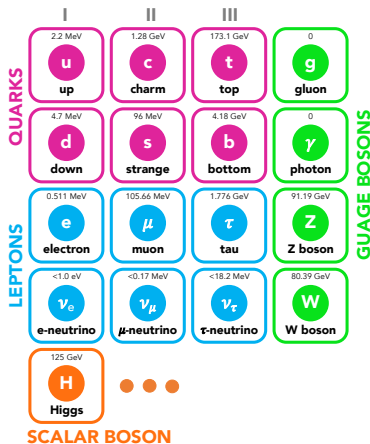 I II III
2.2 MeV 1.28 GeV 173.1 GeV 0
u c t g
up charm top gluon
QUARKS
4.7 MeV 96 MeV 4.18 GeV 0
d s b γ
down strange bottom photon
GUAGE BOSONS
0.511 MeV 105.66 MeV 1.776 GeV 91.19 GeV
e μ τ Z
electron muon tau Z boson
LEPTONS
<1.0 eV <0.17 MeV <18.2 MeV 80.39 GeV
νe νμ ντ W
e-neutrino μ-neutrino τ-neutrino W boson
125 GeV
H
Higgs
SCALAR BOSON